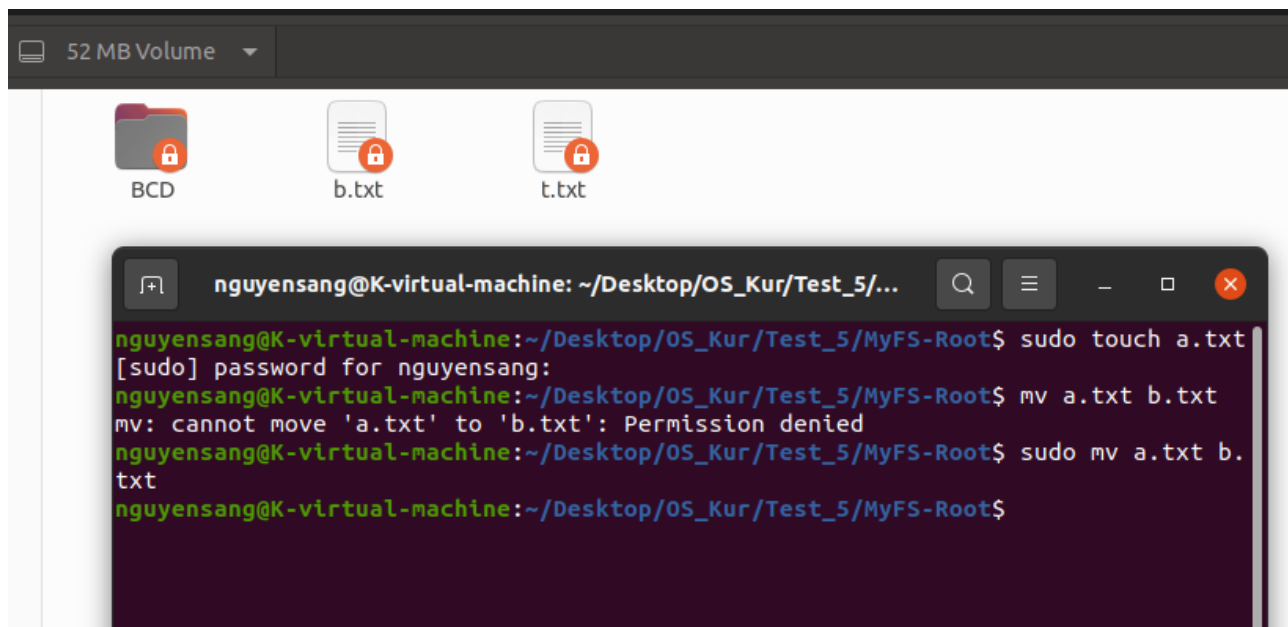 52 MB Volume
BCD
b.txt
t.txt
nguyensang@K-virtual-machine: ~/Desktop/OS_Kur/Test_5/...
nguyensang@K-virtual-machine:~/Desktop/OS_Kur/Test_5/MyFS-Root$ sudo touch a.txt
[sudo] password for nguyensang:
nguyensang@K-virtual-machine:~/Desktop/OS_Kur/Test_5/MyFS-Root$ mv a.txt b.txt
mv: cannot move 'a.txt' to 'b.txt': Permission denied
nguyensang@K-virtual-machine:~/Desktop/OS_Kur/Test_5/MyFS-Root$ sudo mv a.txt b.
txt
nguyensang@K-virtual-machine:~/Desktop/OS_Kur/Test_5/MyFS-Root$